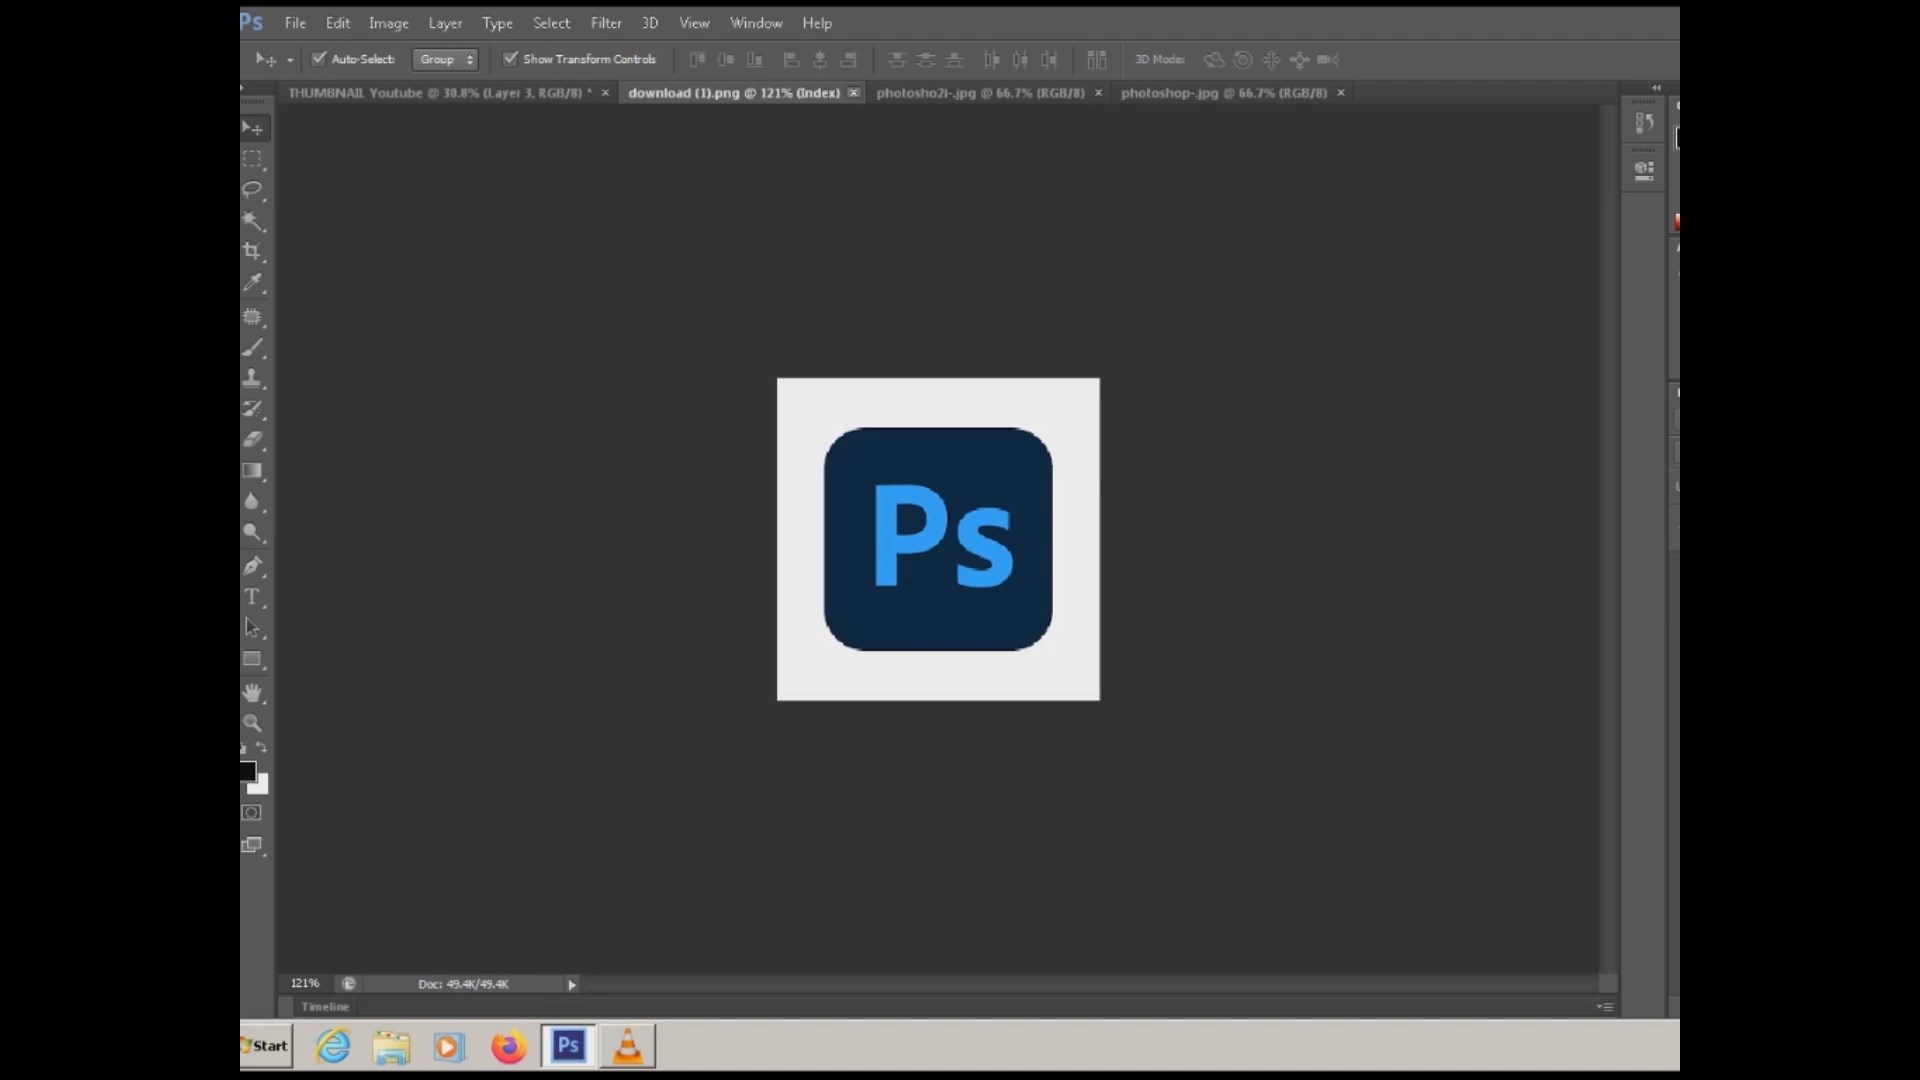 Ps File Edit Image Layer Type Select Filter 3D View Window Help
Auto-Select: Group Show Transform Controls 3D Mode:
THUMBNAIL Youtube @ 30.8% (Layer 3, RGB/8) * × download (1).png @ 121% (Index) × photosho2i-.jpg @ 66.7% (RGB/8) × photoshop-.jpg @ 66.7% (RGB/8) ×
Ps
121% Doc: 49.4K/49.4K
Timeline
Start Ps